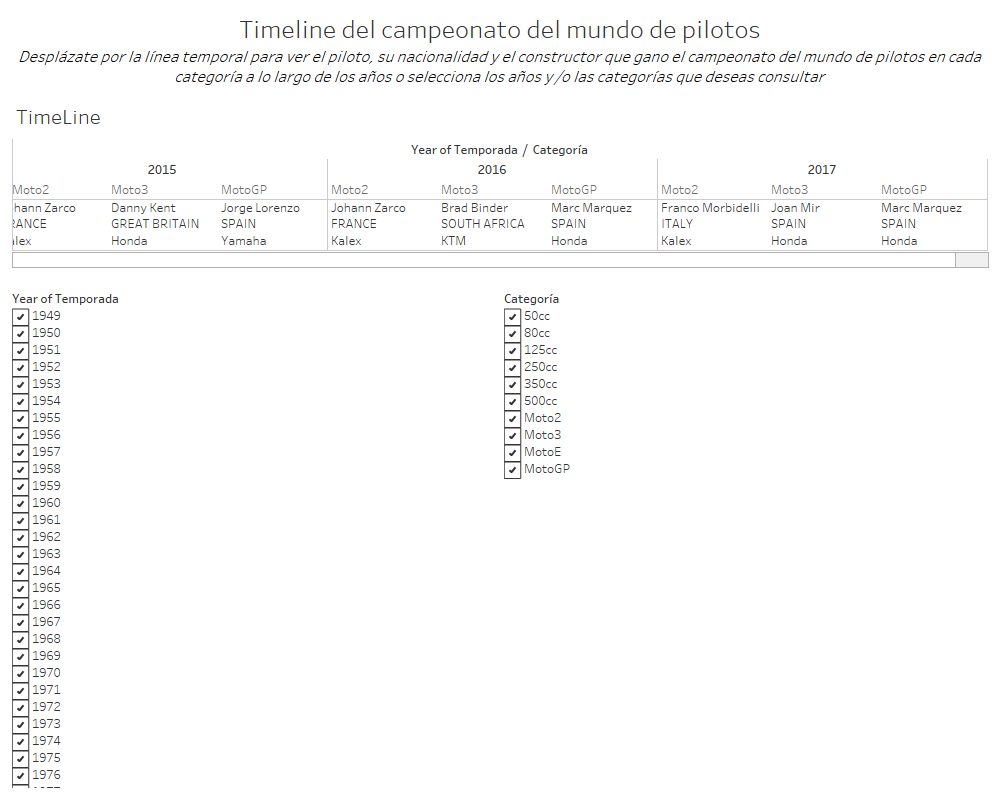 Timeline del campeonato del mundo de pilotos
Desplázate por la línea temporal para ver el piloto, su nacionalidad y el constructor que gano el campeonato del mundo de pilotos en cada
categoría a lo largo de los años o selecciona los años y /o las categorías que deseas consultar
TimeLine
Year of Temporada / Categoría
2015 2016 2017
Moto2 Moto3 MotoGP Moto2 Moto3 MotoGP Moto2 Moto3 MotoGP
hann Zarco Danny Kent Jorge Lorenzo Johann Zarco Brad Binder Marc Marquez Franco Morbidelli Joan Mir Marc Marquez
RANCE GREAT BRITAIN SPAIN FRANCE SOUTH AFRICA SPAIN ITALY SPAIN SPAIN
lex Honda Yamaha Kalex KTM Honda Kalex Honda Honda
Year of Temporada Categoría
1949 50cc
1950 80cc
1951 125cc
1952 250cc
1953 350cc
1954 500cc
1955 Moto2
1956 Moto3
1957 MotoE
1958 MotoGP
1959
1960
1961
1962
1963
1964
1965
1966
1967
1968
1969
1970
1971
1972
1973
1974
1975
1976